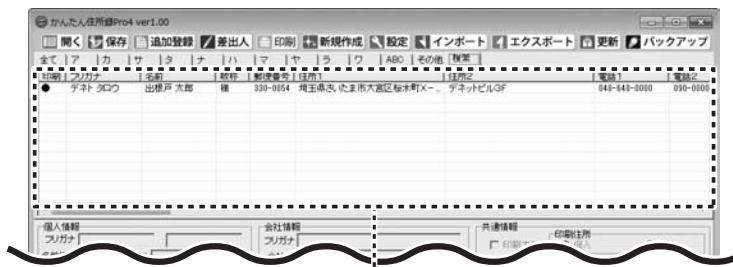 かんたん住所録Pro4 ver1.00
開く 保存 追加登録 差出人 印刷 新規作成 設定 インポート エクスポート 更新 バックアップ
全て ア カ サ タ ナ ハ マ ヤ ラ ワ ABC その他 検索
印刷 フリガナ 名前 敬称 郵便番号 住所1 住所2 電話1 電話2
● デネト タロウ 出根戸 太郎 様 330-0854 埼玉県さいたま市大宮区桜木町X-... デネットビル3F 048-640-0000 090-0000
個人情報 会社情報 共通情報
フリガナ フリガナ 印刷住所
個人